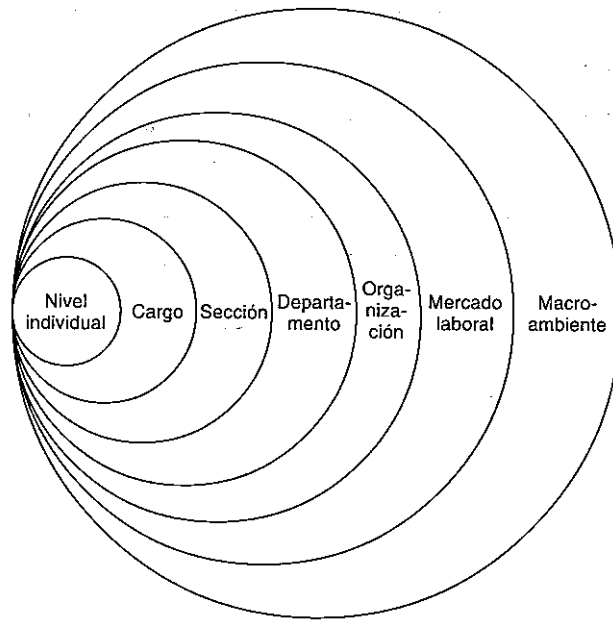 Nivel
individual
Cargo
Sección
Departa-
mento
Orga-
niza-
ción
Mercado
laboral
Macro-
ambiente